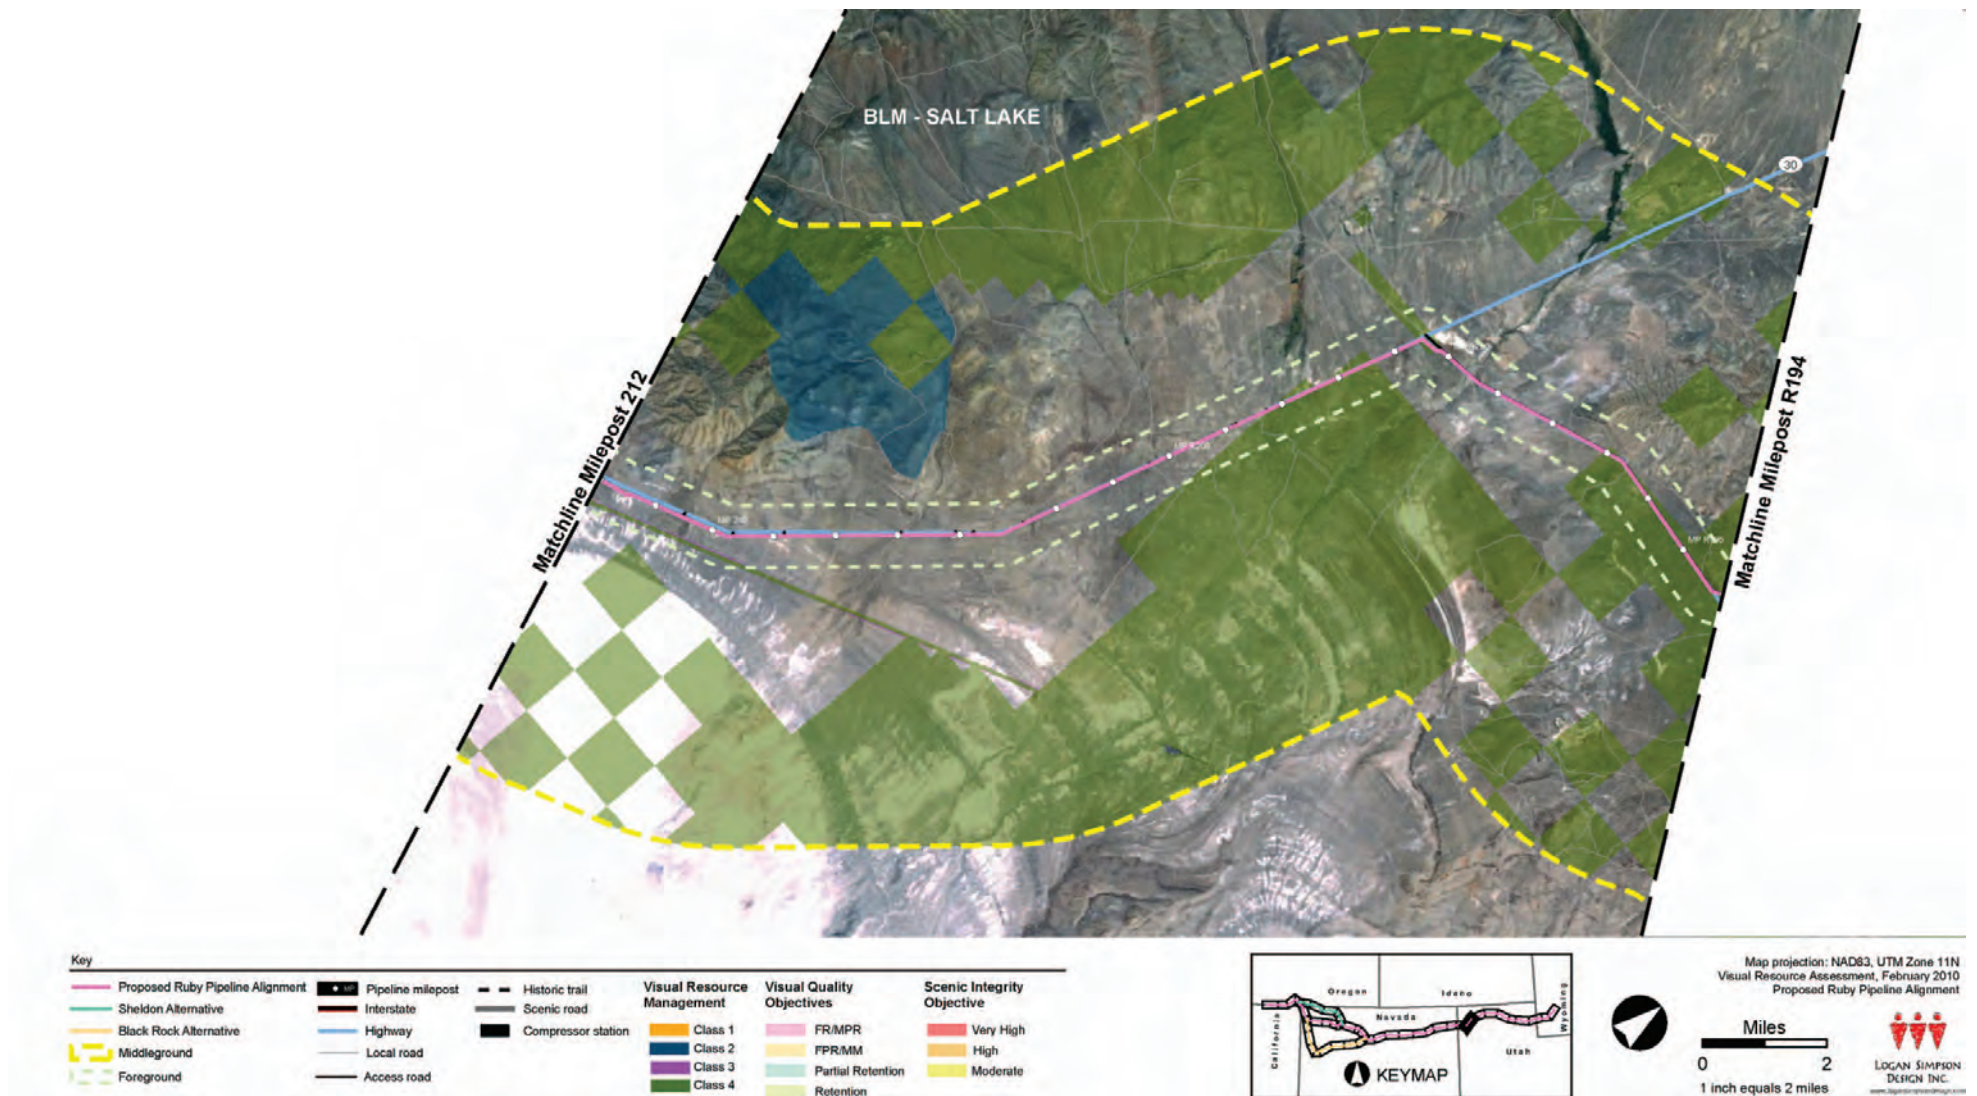 BLM - SALT LAKE
30
Matchline Milepost 212
Matchline Milepost R194
Key
Proposed Ruby Pipeline Alignment
Sheldon Alternative
Black Rock Alternative
Middleground
Foreground
MP
Pipeline milepost
Interstate
Highway
Local road
Access road
Historic trail
Scenic road
Compressor station
Visual Resource
Management
Class 1
Class 2
Class 3
Class 4
Visual Quality
Objectives
FR/MPR
FPR/MM
Partial Retention
Retention
Scenic Integrity
Objective
Very High
High
Moderate
Oregon
Idaho
Wyoming
Nevada
California
Utah
KEYMAP
Map projection: NAD83, UTM Zone 11N
Visual Resource Assessment, February 2010
Proposed Ruby Pipeline Alignment
Miles
0 2
1 inch equals 2 miles
LOGAN SIMPSON
DESIGN INC.